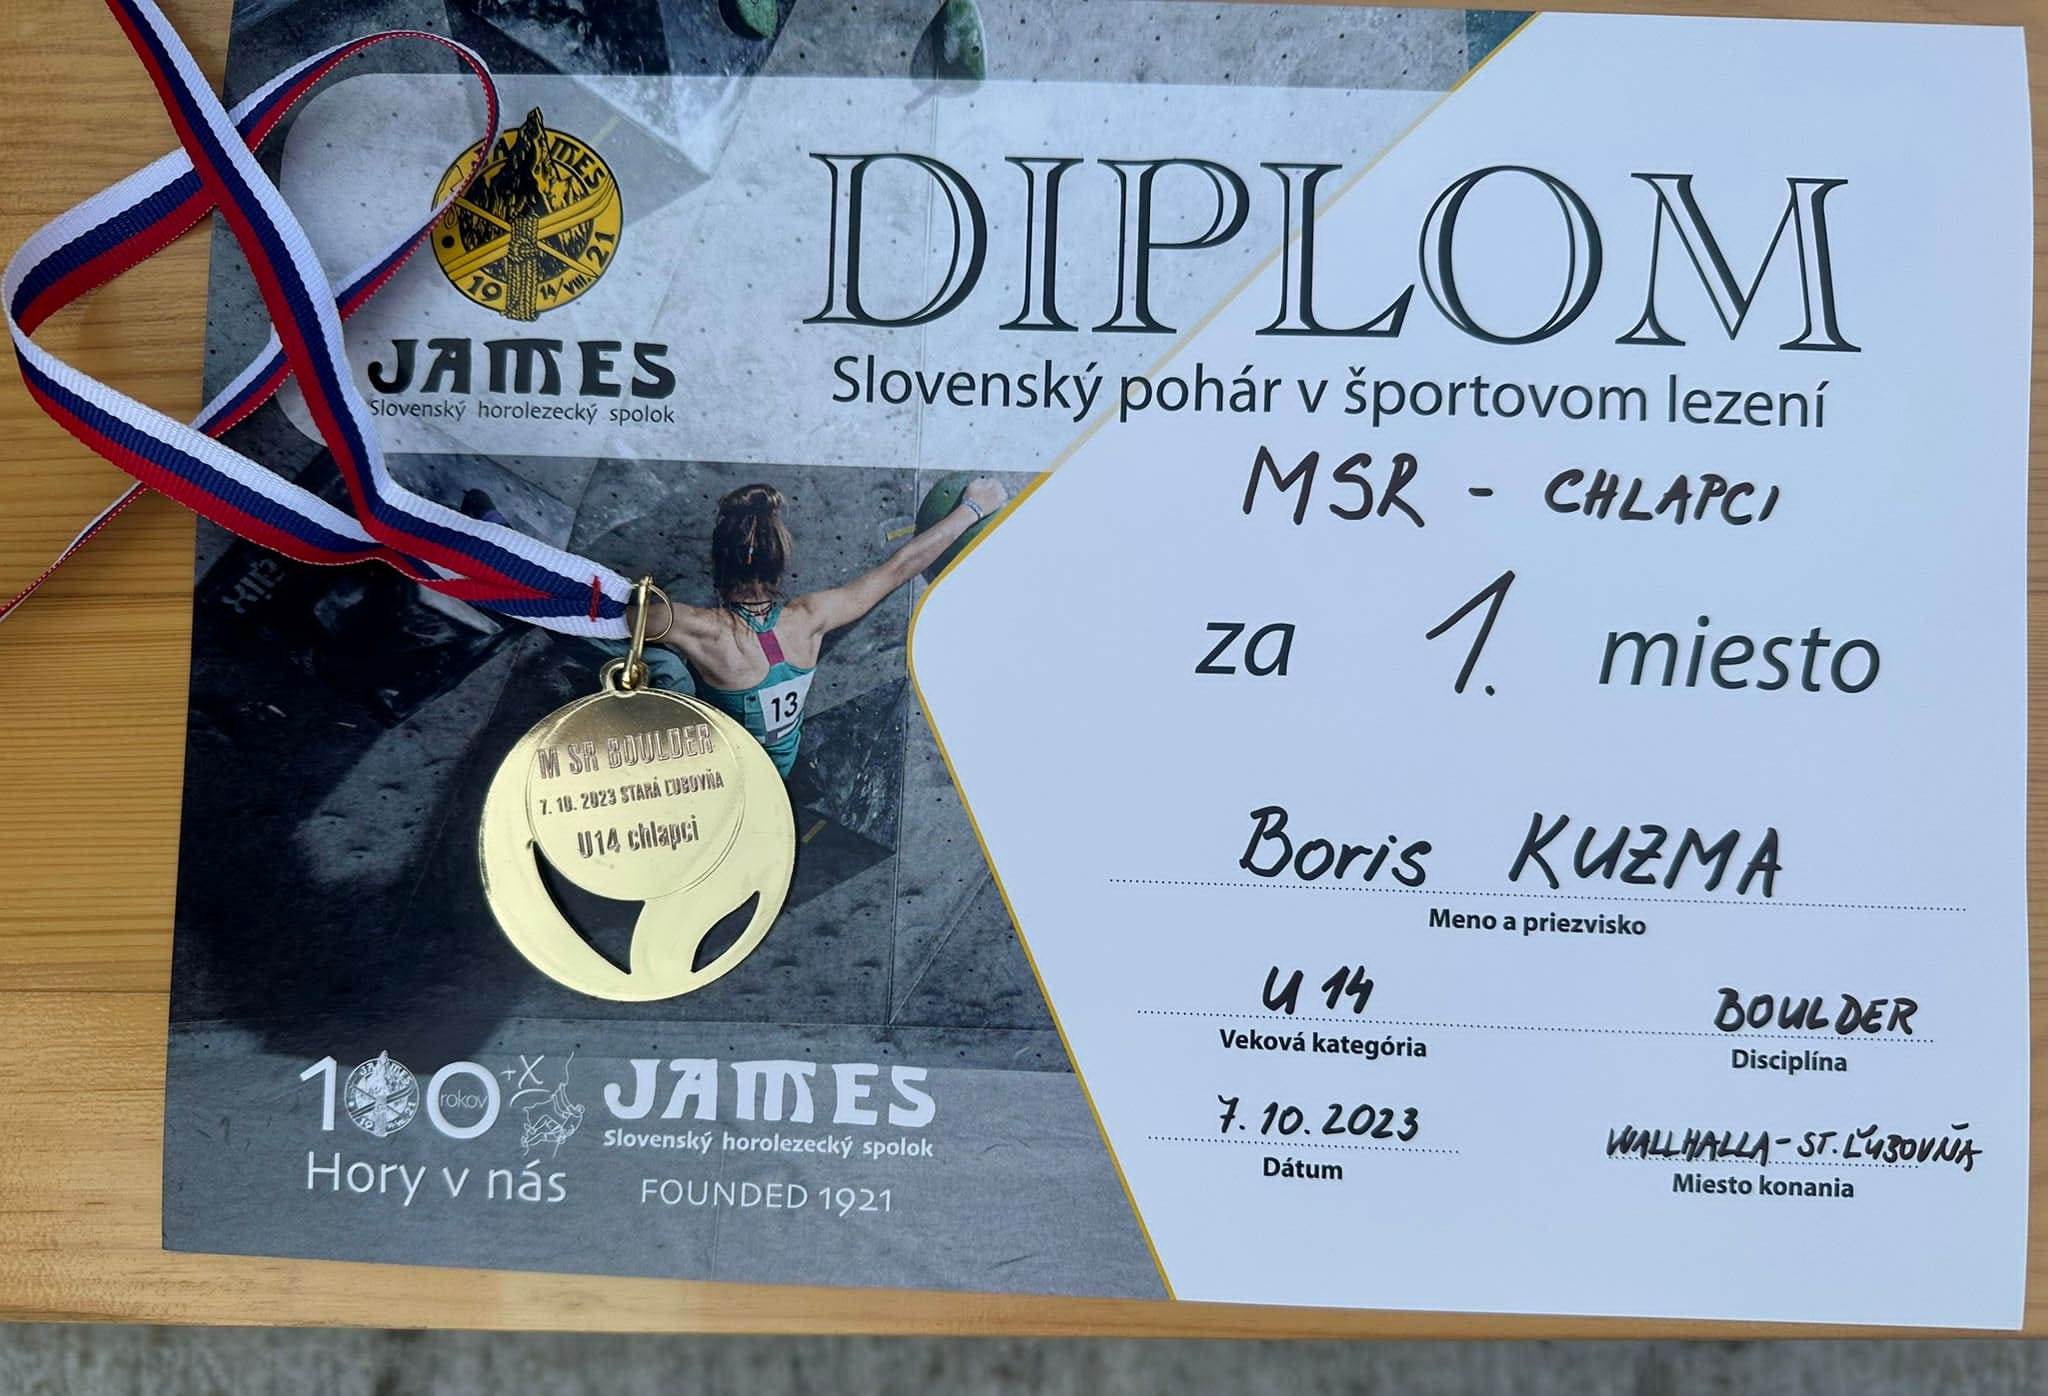 JAMES
19 14/VIII. 21
JAMES
Slovenský horolezecký spolok
DIPLOM
Slovenský pohár v športovom lezení
MSR - CHLAPCI
za 1. miesto
13
M SR BOULDER
7. 10. 2023 STARÁ ĽUBOVŇA
U14 chlapci
Boris KUZMA
Meno a priezvisko
U 14
BOULDER
Veková kategória
Disciplína
7. 10. 2023
WALLHALLA - ST. ĽUBOVŇA
Dátum
Miesto konania
100 rokov +X
Hory v nás
JAMES
Slovenský horolezecký spolok
FOUNDED 1921